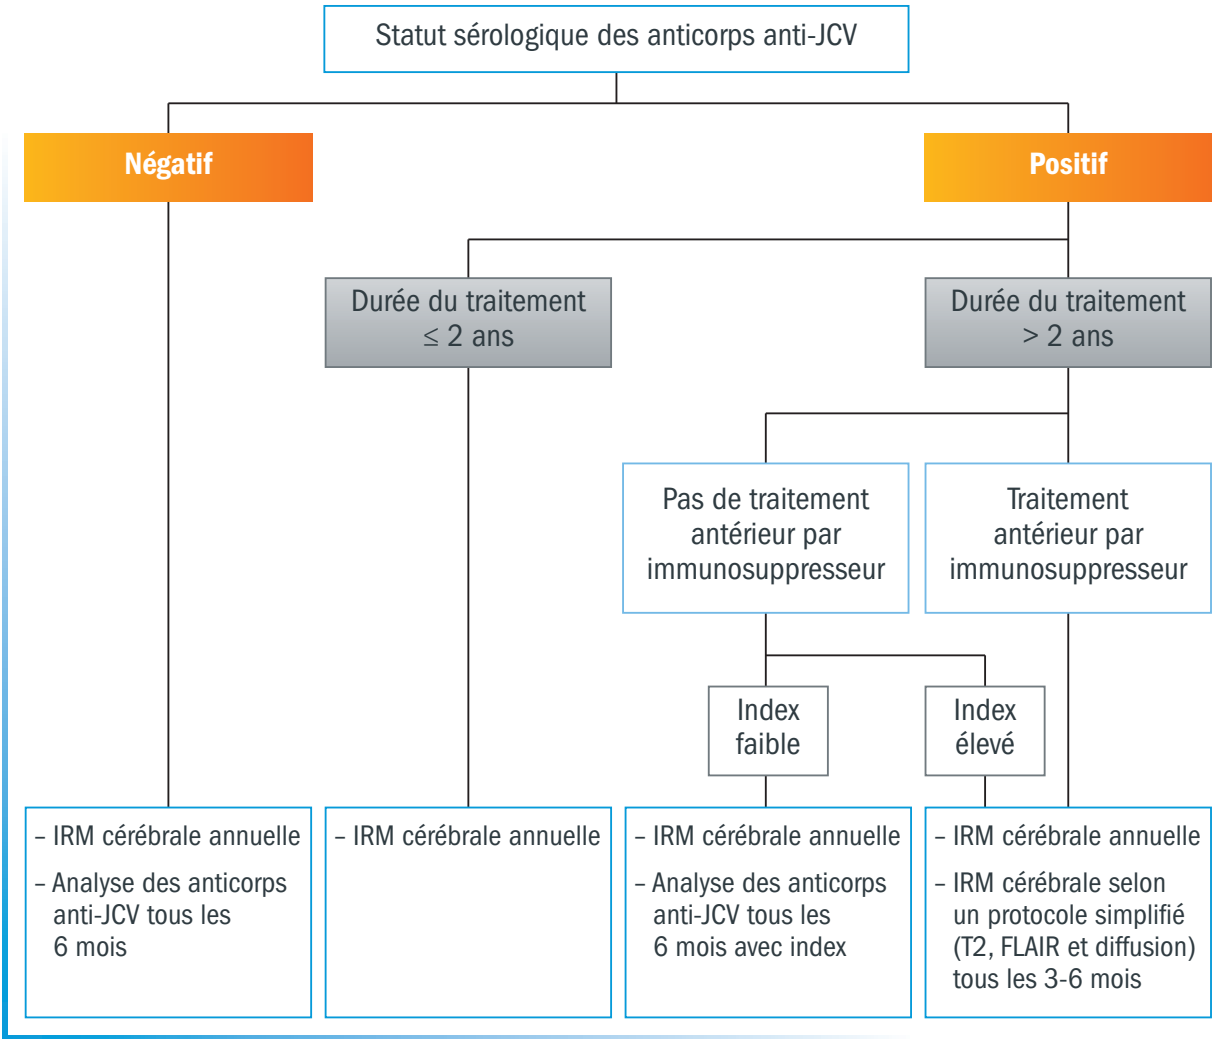 Statut sérologique des anticorps anti-JCV
Négatif
Positif
Durée du traitement
≤ 2 ans
Durée du traitement
> 2 ans
Pas de traitement
antérieur par
immunosuppresseur
Traitement
antérieur par
immunosuppresseur
Index
faible
Index
élevé
– IRM cérébrale annuelle
– Analyse des anticorps
anti-JCV tous les
6 mois
– IRM cérébrale annuelle
– IRM cérébrale annuelle
– Analyse des anticorps
anti-JCV tous les
6 mois avec index
– IRM cérébrale annuelle
– IRM cérébrale selon
un protocole simplifié
(T2, FLAIR et diffusion)
tous les 3-6 mois